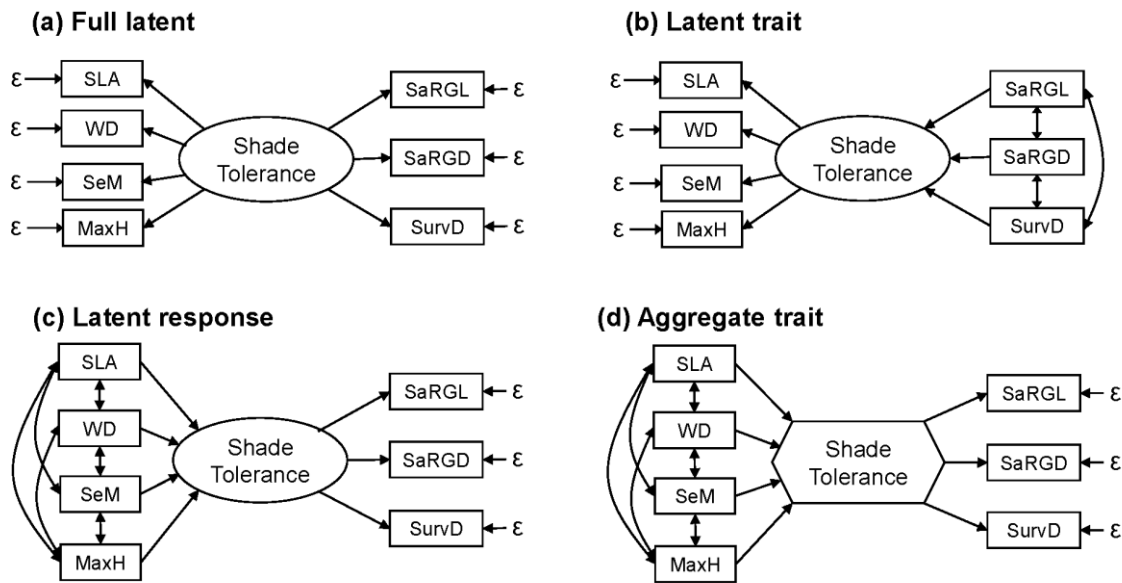 (a) Full latent
ε
SLA
ε
WD
ε
SeM
ε
MaxH
Shade
Tolerance
SaRGL
ε
SaRGD
ε
SurvD
ε
(b) Latent trait
ε
SLA
ε
WD
ε
SeM
ε
MaxH
Shade
Tolerance
SaRGL
SaRGD
SurvD
(c) Latent response
SLA
WD
SeM
MaxH
Shade
Tolerance
SaRGL
ε
SaRGD
ε
SurvD
ε
(d) Aggregate trait
SLA
WD
SeM
MaxH
Shade
Tolerance
SaRGL
ε
SaRGD
ε
SurvD
ε